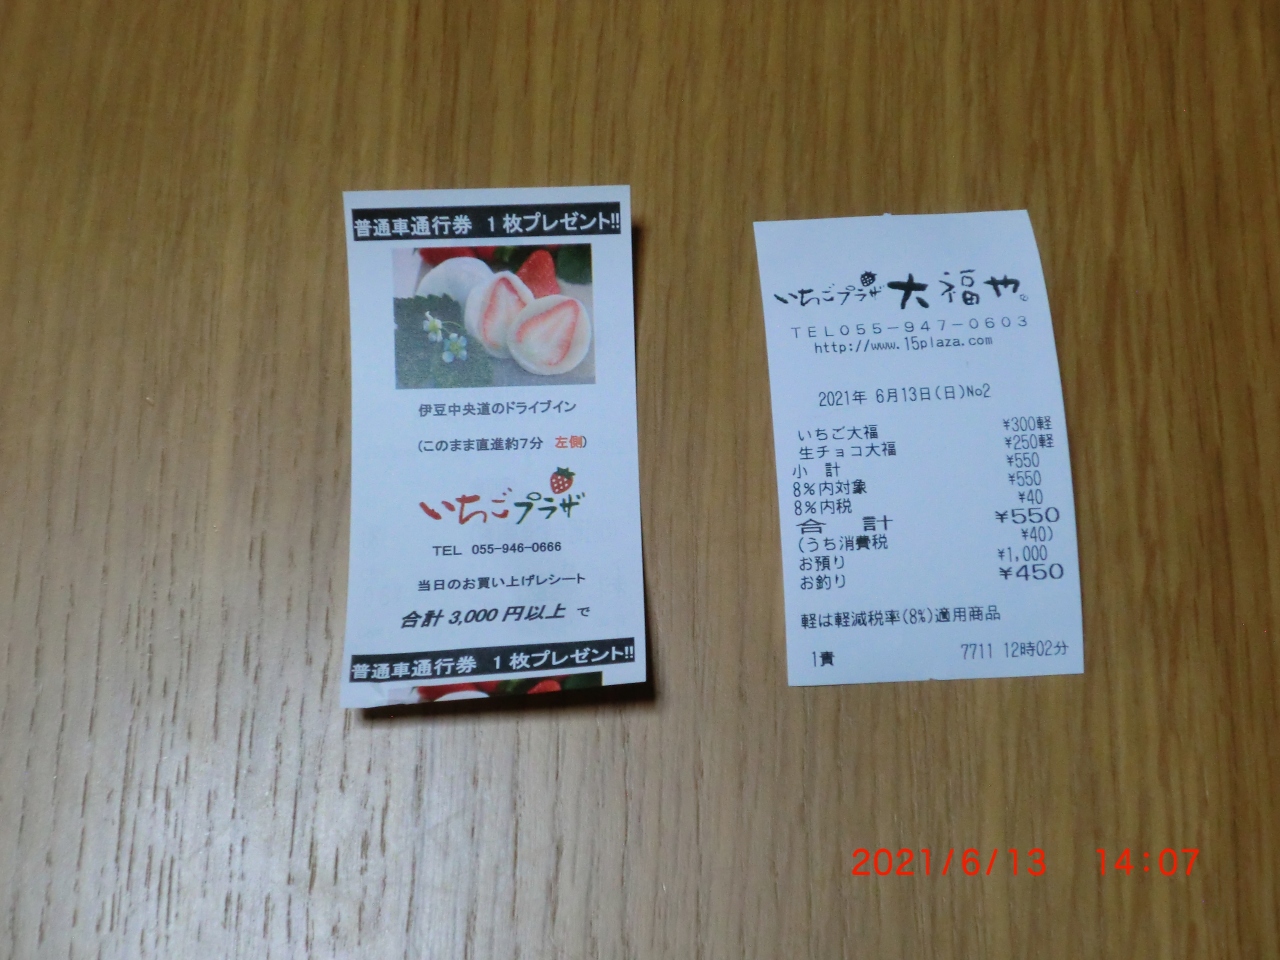 普通車通行券 1枚プレゼント!!
伊豆中央道のドライブイン
(このまま直進約7分 左側)
いちごプラザ
TEL 055-946-0666
当日のお買い上げレシート
合計 3,000 円以上 で
普通車通行券 1枚プレゼント!!
いちごプラザ 大福や。
TEL055-947-0603
http://www.15plaza.com
2021年 6月13日(日)No2
いちご大福 ¥300軽
生チョコ大福 ¥250軽
小 計 ¥550
8%内対象 ¥550
8%内税 ¥40
合 計 ¥550
(うち消費税 ¥40)
お預り ¥1,000
お釣り ¥450
軽は軽減税率(8%)適用商品
1責 7711 12時02分
2021/6/13 14:07